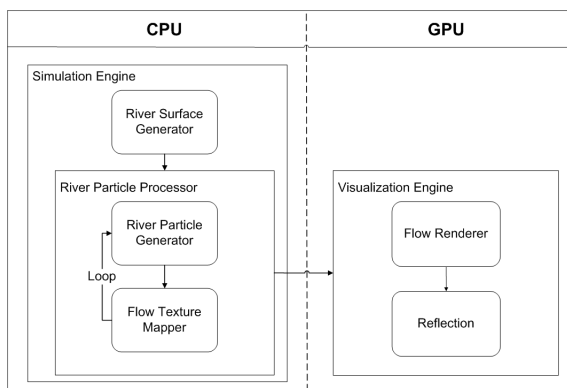 CPU
GPU
Simulation Engine
River Surface
Generator
River Particle Processor
River Particle
Generator
Loop
Flow Texture
Mapper
Visualization Engine
Flow Renderer
Reflection